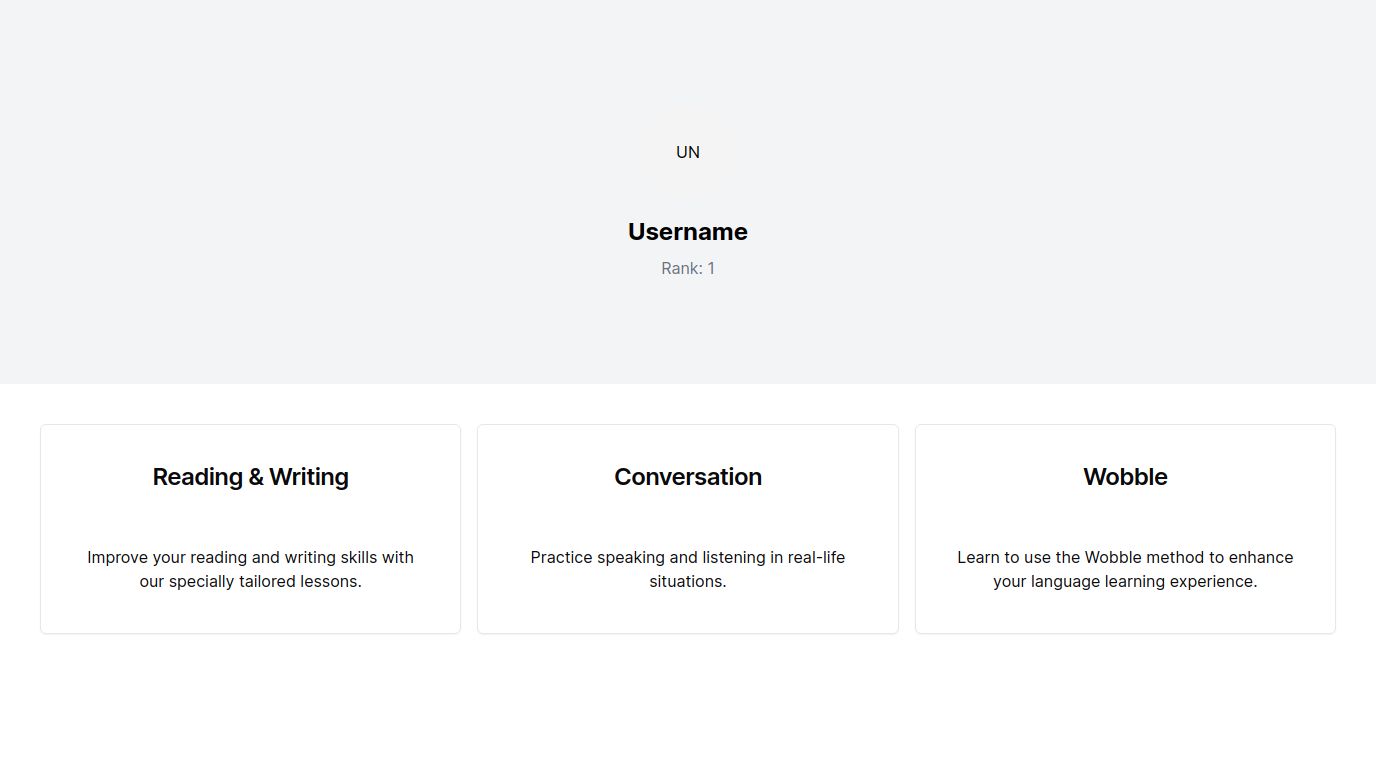 UN
Username
Rank: 1
Reading & Writing
Improve your reading and writing skills with
our specially tailored lessons.
Conversation
Practice speaking and listening in real-life
situations.
Wobble
Learn to use the Wobble method to enhance
your language learning experience.